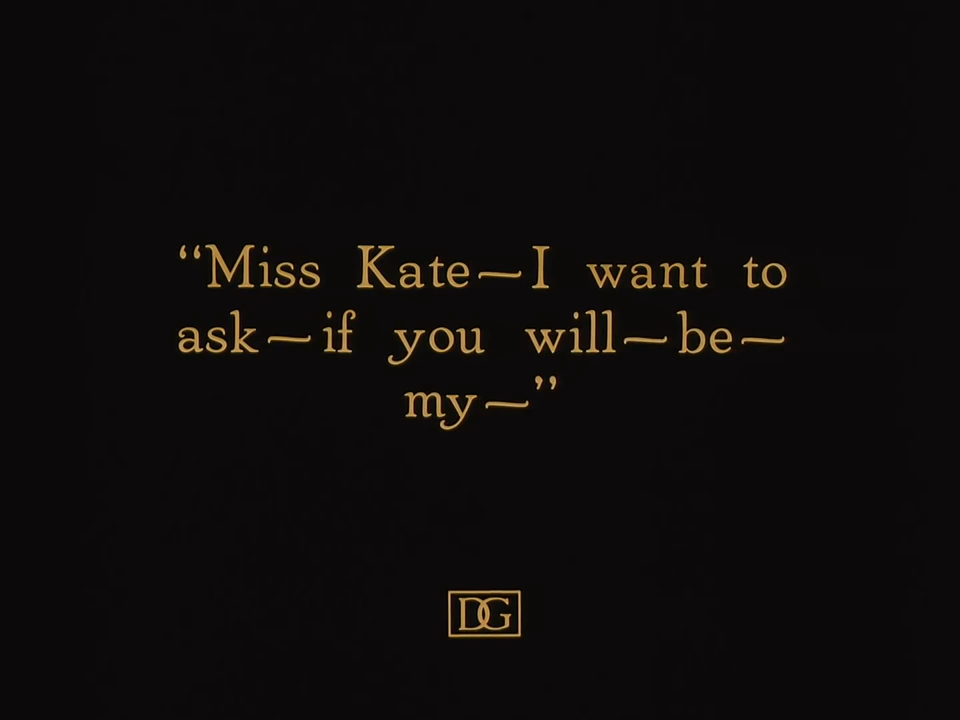 “Miss Kate—I want to
ask—if you will—be—
my—”
DG